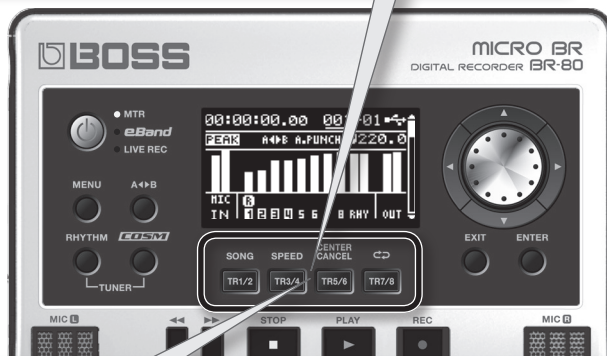 BOSS
MICRO BR
DIGITAL RECORDER BR-80
MTR
eBand
LIVE REC
MENU
A◄►B
RHYTHM
COSM
TUNER
00:00:00.00
PEAK A◄►B A.PUNCH
MIC
IN
R
1 2 3 4 5 6 8 RHY OUT
SONG SPEED CENTER CANCEL
TR1/2 TR3/4 TR5/6 TR7/8
EXIT ENTER
MIC L
◄◄ ►► STOP PLAY REC
MIC R